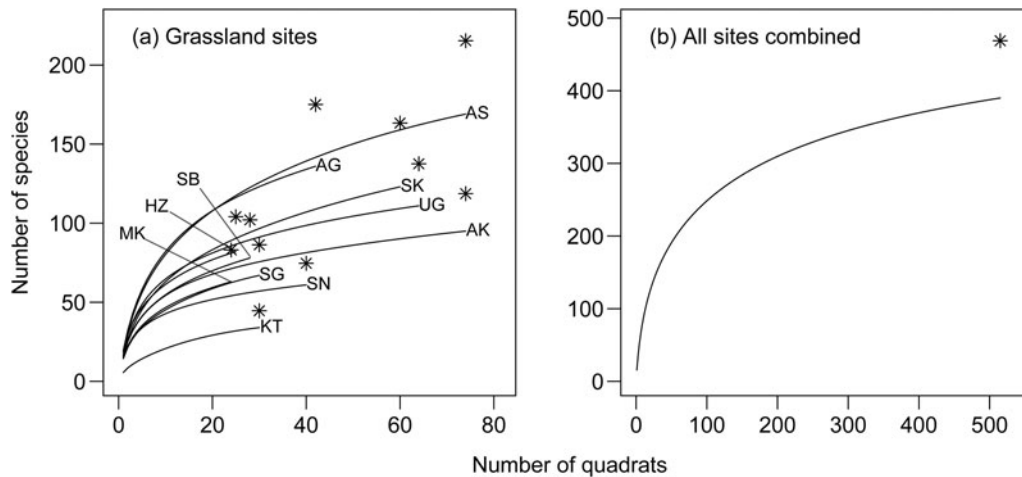 (a) Grassland sites
Number of species
200
150
100
50
0
0 20 40 60 80
AS
AG
SB
SK
HZ
UG
MK
AK
SG
SN
KT
(b) All sites combined
500
400
300
200
100
0
0 100 200 300 400 500
Number of quadrats